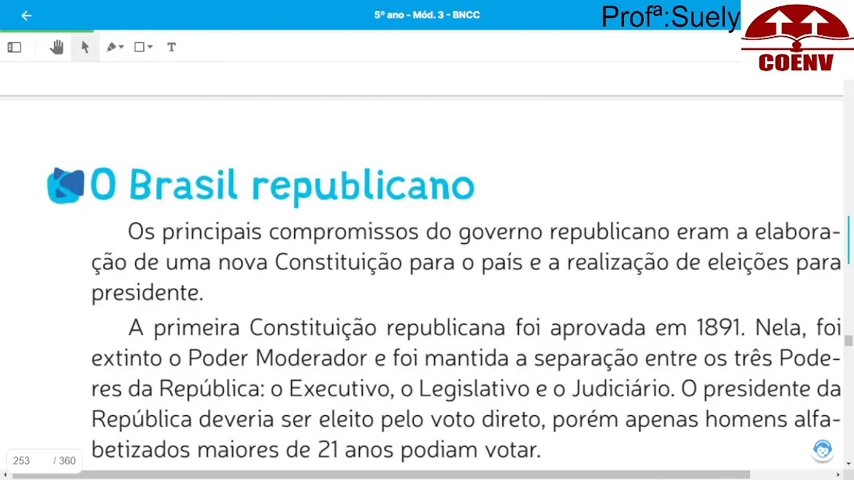 5º ano - Mód. 3 - BNCC
Profª:Suely
COENV
T
O Brasil republicano
Os principais compromissos do governo republicano eram a elabora-
ção de uma nova Constituição para o país e a realização de eleições para
presidente.
A primeira Constituição republicana foi aprovada em 1891. Nela, foi
extinto o Poder Moderador e foi mantida a separação entre os três Pode-
res da República: o Executivo, o Legislativo e o Judiciário. O presidente da
República deveria ser eleito pelo voto direto, porém apenas homens alfa-
betizados maiores de 21 anos podiam votar.
253 / 360